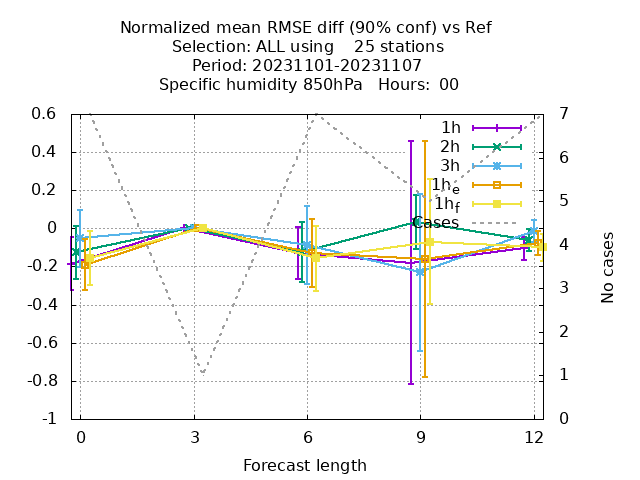 Normalized mean RMSE diff (90% conf) vs Ref
Selection: ALL using    25 stations
Period: 20231101-20231107
Specific humidity 850hPa   Hours:  00
0.6
0.4
0.2
0
-0.2
-0.4
-0.6
-0.8
-1
7
6
5
4
3
2
1
0
1h
2h
3h
1h_e
1h_f
Cases
No cases
0 3 6 9 12
Forecast length